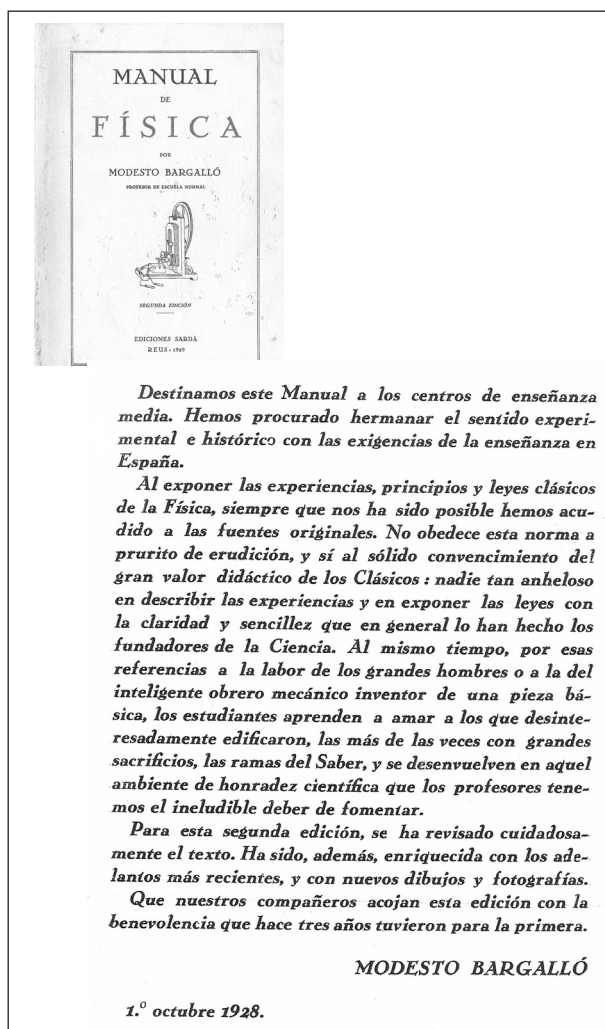 MANUAL
DE
FÍSICA
POR
MODESTO BARGALLÓ
PROFESOR DE ESCUELA NORMAL
SEGUNDA EDICIÓN
EDICIONES SARDÁ
REUS - 1929
Destinamos este Manual a los centros de enseñanza
media. Hemos procurado hermanar el sentido experi-
mental e histórico con las exigencias de la enseñanza en
España.
Al exponer las experiencias, principios y leyes clásicos
de la Física, siempre que nos ha sido posible hemos acu-
dido a las fuentes originales. No obedece esta norma a
prurito de erudición, y sí al sólido convencimiento del
gran valor didáctico de los Clásicos : nadie tan anheloso
en describir las experiencias y en exponer las leyes con
la claridad y sencillez que en general lo han hecho los
fundadores de la Ciencia. Al mismo tiempo, por esas
referencias a la labor de los grandes hombres o a la del
inteligente obrero mecánico inventor de una pieza bá-
sica, los estudiantes aprenden a amar a los que desinte-
resadamente edificaron, las más de las veces con grandes
sacrificios, las ramas del Saber, y se desenvuelven en aquel
ambiente de honradez científica que los profesores tene-
mos el ineludible deber de fomentar.
Para esta segunda edición, se ha revisado cuidadosa-
mente el texto. Ha sido, además, enriquecida con los ade-
lantos más recientes, y con nuevos dibujos y fotografías.
Que nuestros compañeros acojan esta edición con la
benevolencia que hace tres años tuvieron para la primera.
MODESTO BARGALLÓ
1.º octubre 1928.